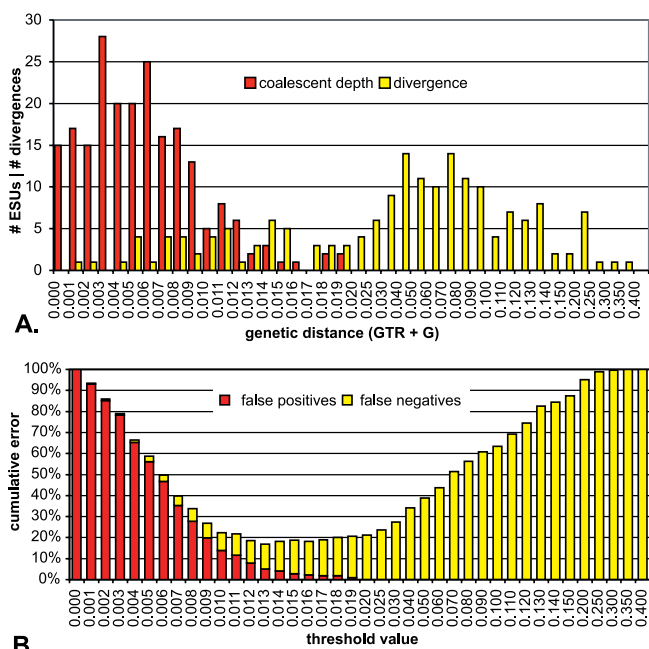 30
25
20
15
10
5
0
# ESUs | # divergences
coalescent depth divergence
0.000 0.001 0.002 0.003 0.004 0.005 0.006 0.007 0.008 0.009 0.010 0.011 0.012 0.013 0.014 0.015 0.016 0.017 0.018 0.019 0.020 0.025 0.030 0.040 0.050 0.060 0.070 0.080 0.090 0.100 0.110 0.120 0.130 0.140 0.150 0.200 0.250 0.300 0.350 0.400
A.
genetic distance (GTR + G)
100%
90%
80%
70%
60%
50%
40%
30%
20%
10%
0%
cumulative error
false positives false negatives
0.000 0.001 0.002 0.003 0.004 0.005 0.006 0.007 0.008 0.009 0.010 0.011 0.012 0.013 0.014 0.015 0.016 0.017 0.018 0.019 0.020 0.025 0.030 0.040 0.050 0.060 0.070 0.080 0.090 0.100 0.110 0.120 0.130 0.140 0.150 0.200 0.250 0.300 0.350 0.400
B.
threshold value